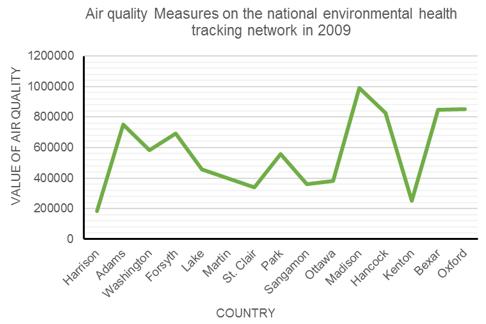 Air quality Measures on the national environmental health
tracking network in 2009
VALUE OF AIR QUALITY
1200000
1000000
800000
600000
400000
200000
0
Harrison
Adams
Washington
Forsyth
Lake
Martin
St. Clair
Park
Sangamon
Ottawa
Madison
Hancock
Kenton
Bexar
Oxford
COUNTRY